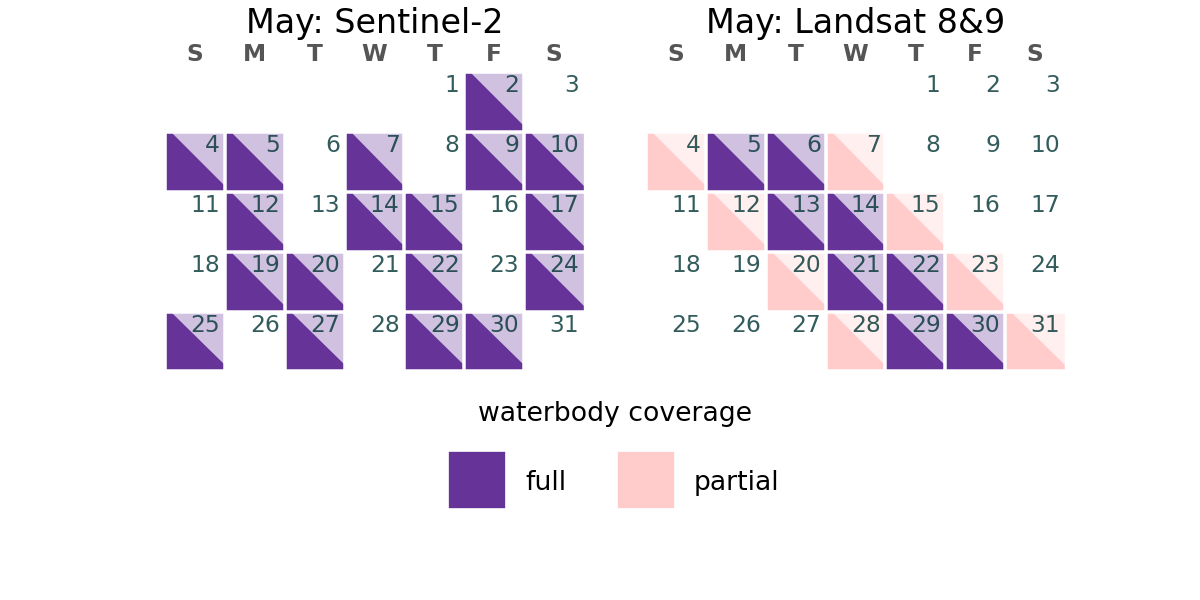 May: Sentinel-2
S M T W T F S
1 2 3
4 5 6 7 8 9 10
11 12 13 14 15 16 17
18 19 20 21 22 23 24
25 26 27 28 29 30 31
May: Landsat 8&9
S M T W T F S
1 2 3
4 5 6 7 8 9 10
11 12 13 14 15 16 17
18 19 20 21 22 23 24
25 26 27 28 29 30 31
waterbody coverage
full
partial